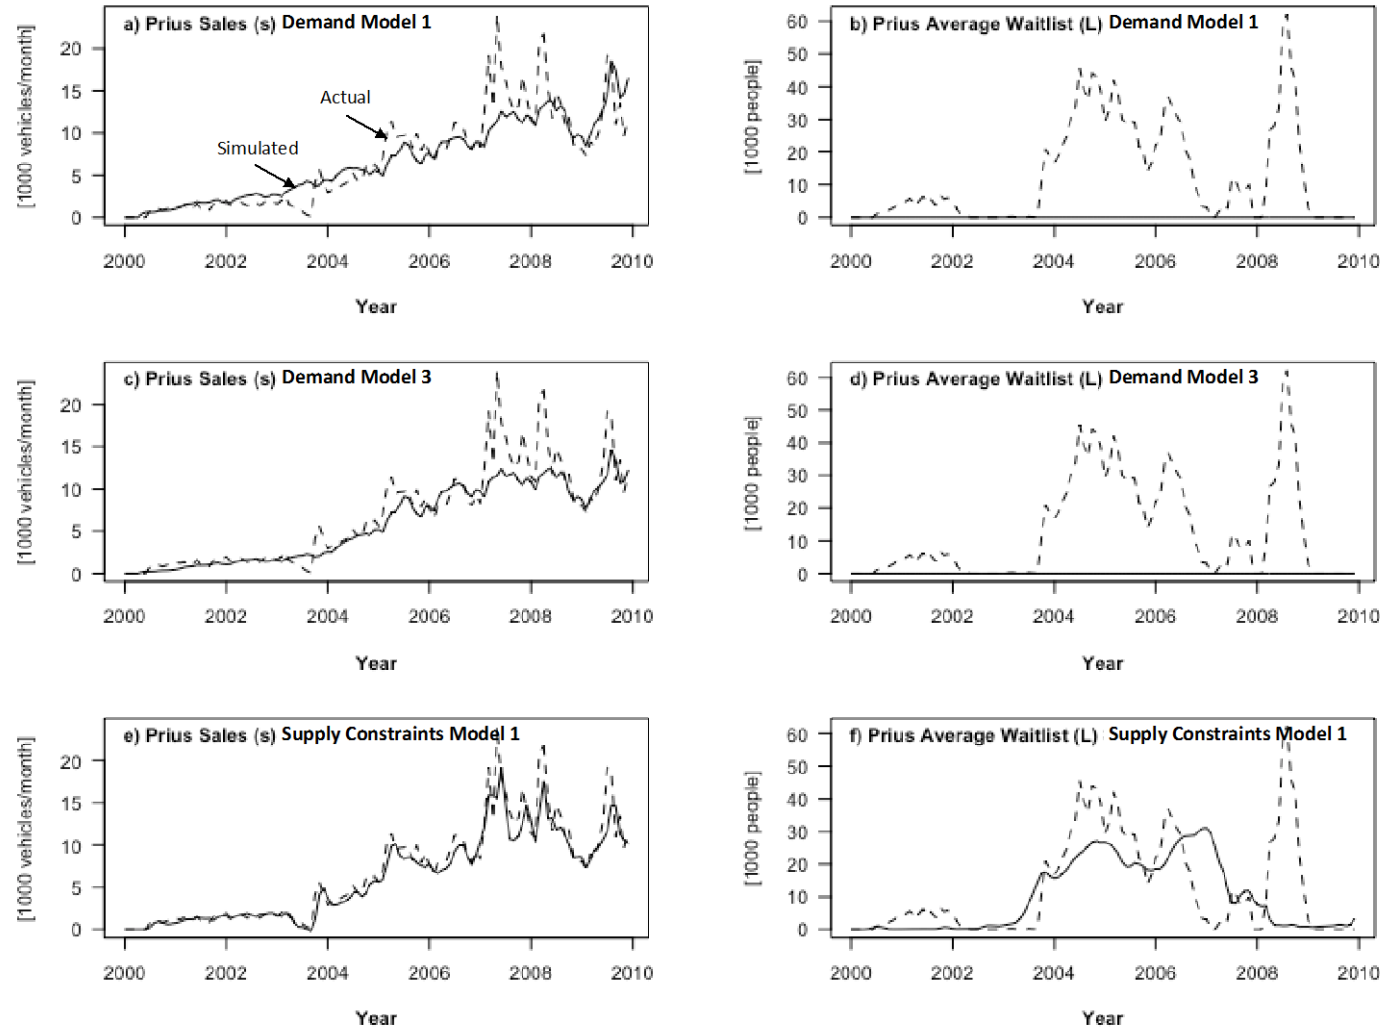 a) Prius Sales (s) Demand Model 1
[1000 vehicles/month]
20
15
10
5
0
Actual
Simulated
2000 2002 2004 2006 2008 2010
Year
b) Prius Average Waitlist (L) Demand Model 1
[1000 people]
60
50
40
30
20
10
0
2000 2002 2004 2006 2008 2010
Year
c) Prius Sales (s) Demand Model 3
[1000 vehicles/month]
20
15
10
5
0
2000 2002 2004 2006 2008 2010
Year
d) Prius Average Waitlist (L) Demand Model 3
[1000 people]
60
50
40
30
20
10
0
2000 2002 2004 2006 2008 2010
Year
e) Prius Sales (s) Supply Constraints Model 1
[1000 vehicles/month]
20
15
10
5
0
2000 2002 2004 2006 2008 2010
Year
f) Prius Average Waitlist (L) Supply Constraints Model 1
[1000 people]
60
50
40
30
20
10
0
2000 2002 2004 2006 2008 2010
Year